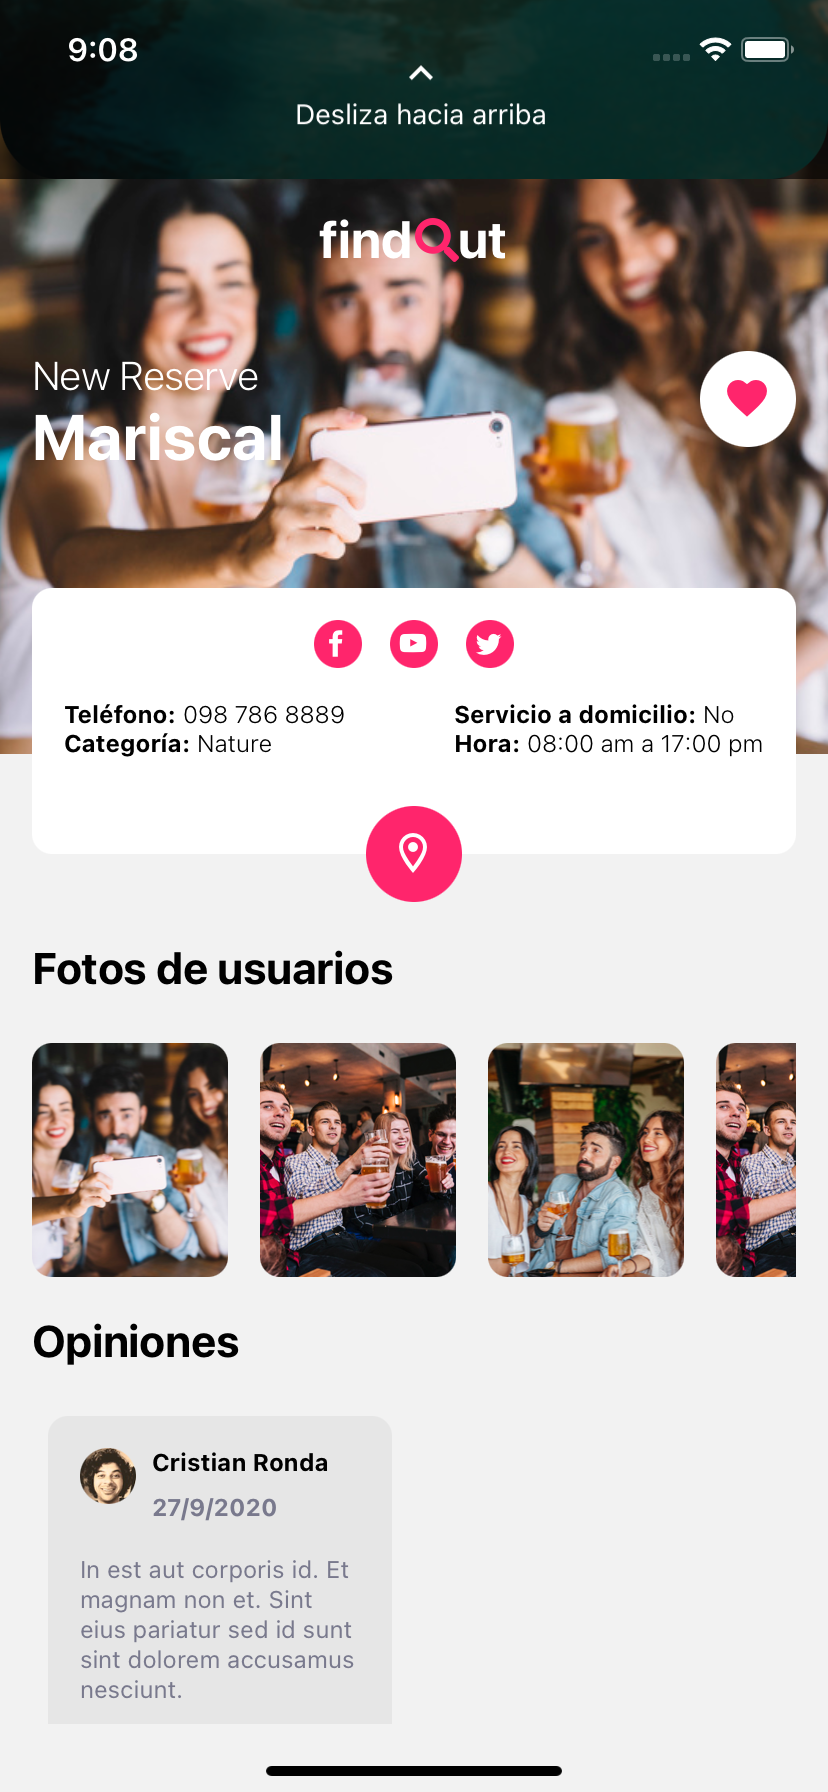 9:08
Desliza hacia arriba
findOut
New Reserve
Mariscal
Teléfono: 098 786 8889
Categoría: Nature
Servicio a domicilio: No
Hora: 08:00 am a 17:00 pm
Fotos de usuarios
Opiniones
Cristian Ronda
27/9/2020
In est aut corporis id. Et
magnam non et. Sint
eius pariatur sed id sunt
sint dolorem accusamus
nesciunt.